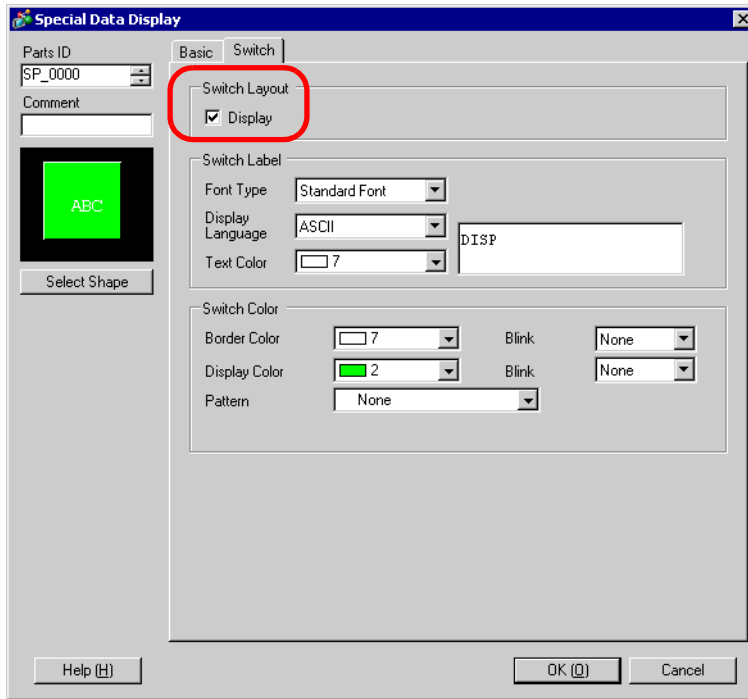 Special Data Display
Parts ID
SP_0000
Comment
ABC
Select Shape
Basic
Switch
Switch Layout
Display
Switch Label
Font Type
Standard Font
Display
Language
ASCII
DISP
Text Color
7
Switch Color
Border Color
7
Blink
None
Display Color
2
Blink
None
Pattern
None
Help (H)
OK (O)
Cancel